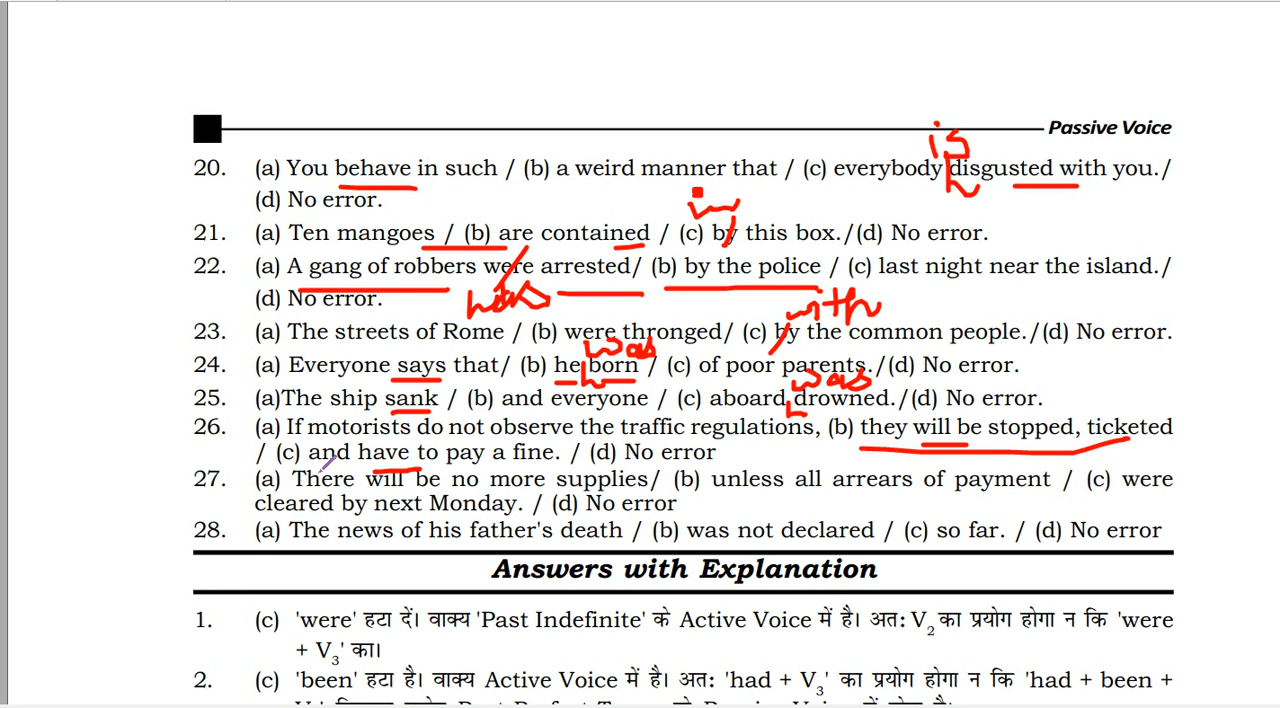 Passive Voice
is
20. (a) You behave in such / (b) a weird manner that / (c) everybody disgusted with you./
(d) No error.
in
21. (a) Ten mangoes / (b) are contained / (c) by this box./(d) No error.
22. (a) A gang of robbers were arrested/ (b) by the police / (c) last night near the island./
(d) No error.
was
with
23. (a) The streets of Rome / (b) were thronged/ (c) by the common people./(d) No error.
was
24. (a) Everyone says that/ (b) he born / (c) of poor parents./(d) No error.
was
25. (a)The ship sank / (b) and everyone / (c) aboard drowned./(d) No error.
26. (a) If motorists do not observe the traffic regulations, (b) they will be stopped, ticketed
/ (c) and have to pay a fine. / (d) No error
27. (a) There will be no more supplies/ (b) unless all arrears of payment / (c) were
cleared by next Monday. / (d) No error
28. (a) The news of his father's death / (b) was not declared / (c) so far. / (d) No error
Answers with Explanation
1. (c) 'were' हटा दें। वाक्य 'Past Indefinite' के Active Voice में है। अत: V2 का प्रयोग होगा न कि 'were
+ V3' का।
2. (c) 'been' हटा है। वाक्य Active Voice में है। अत: 'had + V3' का प्रयोग होगा न कि 'had + been +